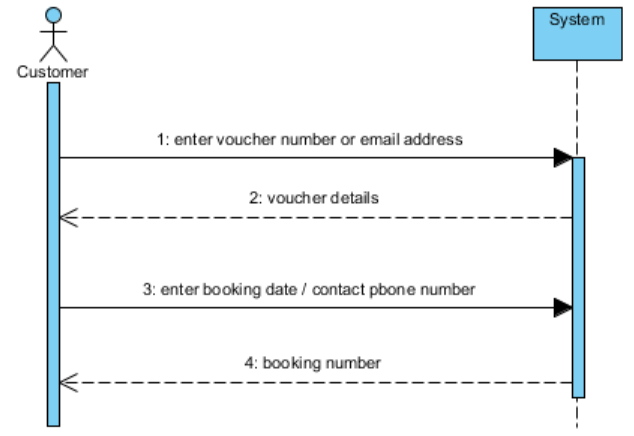 System
Customer
1: enter voucher number or email address
2: voucher details
3: enter booking date / contact pbone number
4: booking number